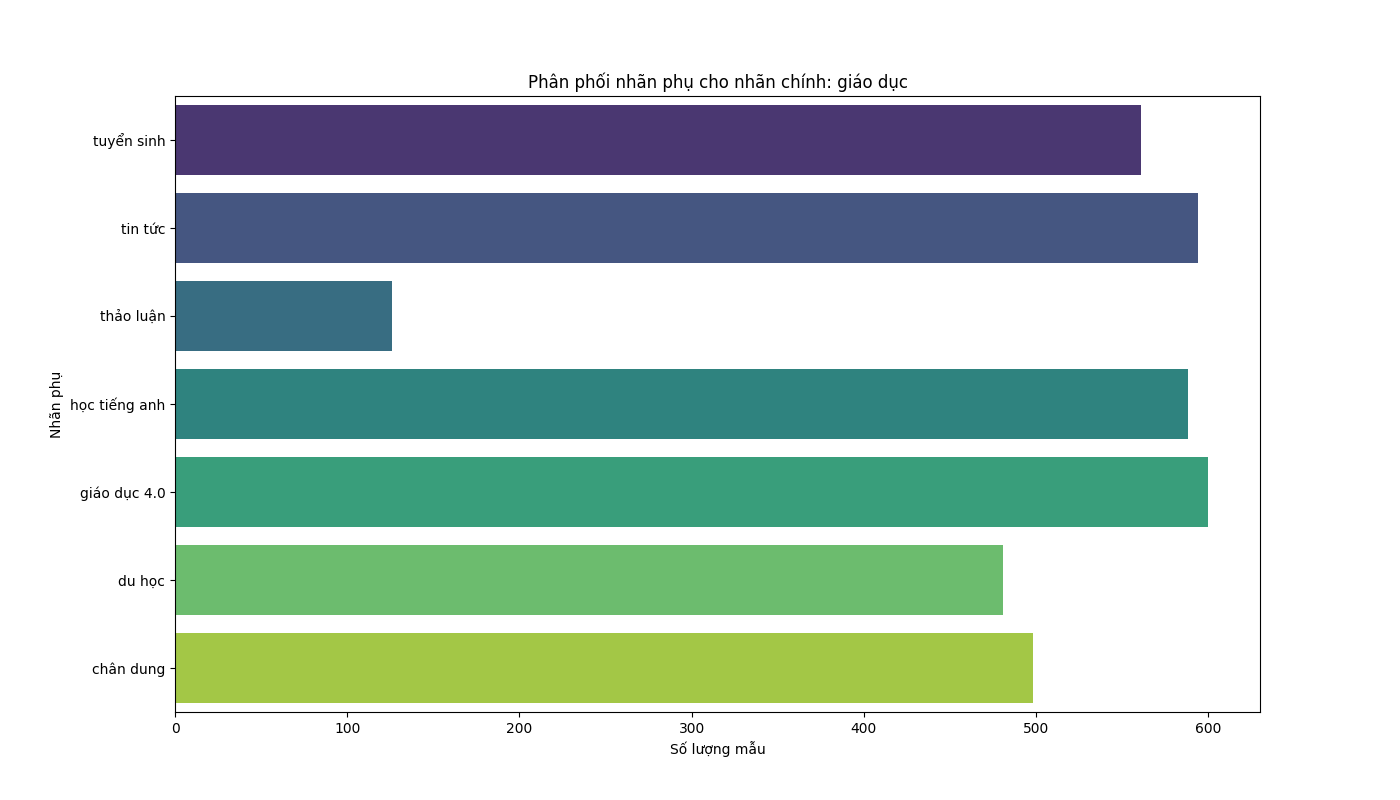 Phân phối nhãn phụ cho nhãn chính: giáo dục
Nhãn phụ
tuyển sinh
tin tức
thảo luận
học tiếng anh
giáo dục 4.0
du học
chân dung
0 100 200 300 400 500 600
Số lượng mẫu